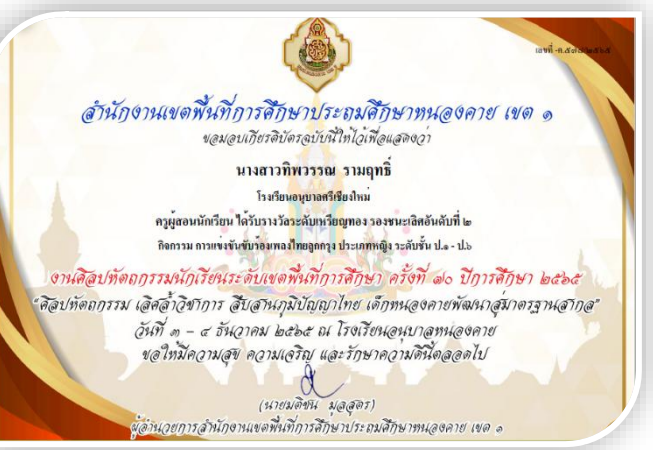 เลขที่
สำนักงานเขตพื้นที่การศึกษาประถมศึกษาหนองคาย เขต ๑
ขอมอบเกียรติบัตรฉบับนี้ให้ไว้เพื่อแสดงว่า
นางสาวทิพวรรณ รามฤทธิ์
โรงเรียนอนุบาลศรีเชียงใหม่
ครูผู้สอนนักเรียน ได้รับรางวัลระดับเหรียญทอง รองชนะเลิศอันดับที่ ๒
กิจกรรม การแข่งขันขับร้องเพลงไทยลูกกรุง ประเภทหญิง ระดับชั้น ป.๑ - ป.๖
งานศิลปหัตถกรรมนักเรียนระดับเขตพื้นที่การศึกษา ครั้งที่ ๗๐ ปีการศึกษา ๒๕๖๕
"ศิลปหัตถกรรม เลิศล้ำวิชาการ สืบสานภูมิปัญญาไทย เด็กหนองคายพัฒนาสู่มาตรฐานสากล"
วันที่ ๓ - ๔ ธันวาคม ๒๕๖๕ ณ โรงเรียนอนุบาลหนองคาย
ขอให้มีความสุข ความเจริญ และรักษาความดีนี้ตลอดไป
(นายมติชน มูลสูตร)
ผู้อำนวยการสำนักงานเขตพื้นที่การศึกษาประถมศึกษาหนองคาย เขต ๑